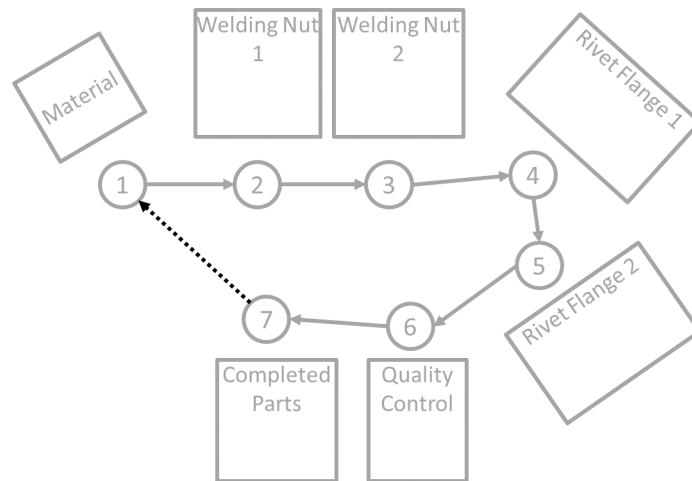 Welding Nut
1
Welding Nut
2
Rivet Flange 1
Material
1
2
3
4
5
Rivet Flange 2
6
7
Completed
Parts
Quality
Control